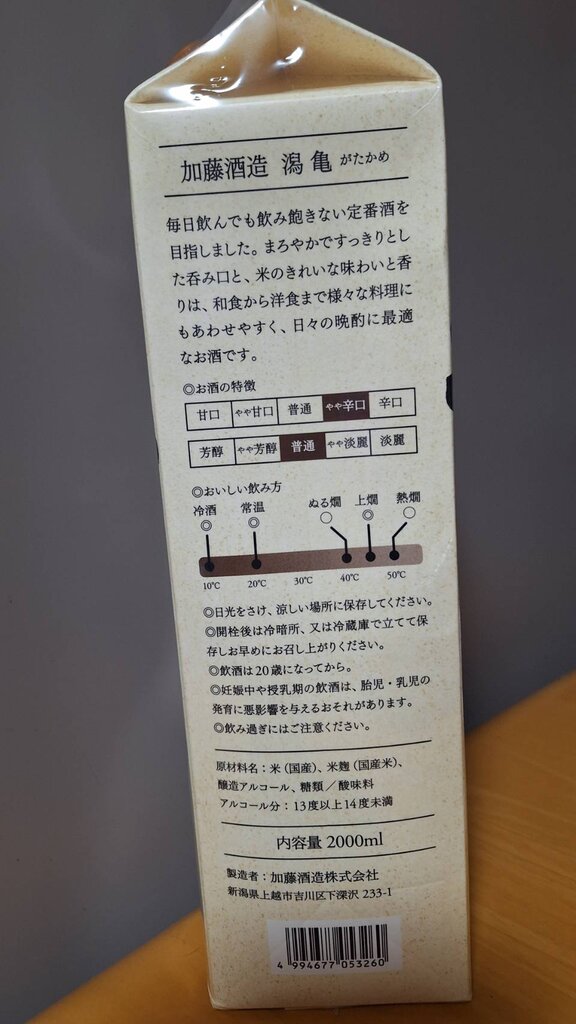 加藤酒造 潟亀 がたかめ
毎日飲んでも飲み飽きない定番酒を
目指しました。まろやかですっきりとし
た呑み口と、米のきれいな味わいと香
りは、和食から洋食まで様々な料理に
もあわせやすく、日々の晩酌に最適
なお酒です。
◎お酒の特徴
甘口 やや甘口 普通 やや辛口 辛口
芳醇 やや芳醇 普通 やや淡麗 淡麗
◎おいしい飲み方
冷酒 常温 ぬる燗 上燗 熱燗
◎ ◎ ○ ◎ ○
10℃ 20℃ 30℃ 40℃ 50℃
◎日光をさけ、涼しい場所に保存してください。
◎開栓後は冷暗所、又は冷蔵庫で立てて保
存しお早めにお召し上がりください。
◎飲酒は20歳になってから。
◎妊娠中や授乳期の飲酒は、胎児・乳児の
発育に悪影響を与えるおそれがあります。
◎飲み過ぎにはご注意ください。
原材料名：米（国産）、米麹（国産米）、
醸造アルコール、糖類／酸味料
アルコール分：13度以上14度未満
内容量 2000ml
製造者：加藤酒造株式会社
新潟県上越市吉川区下深沢 233-1
4 994677 053260